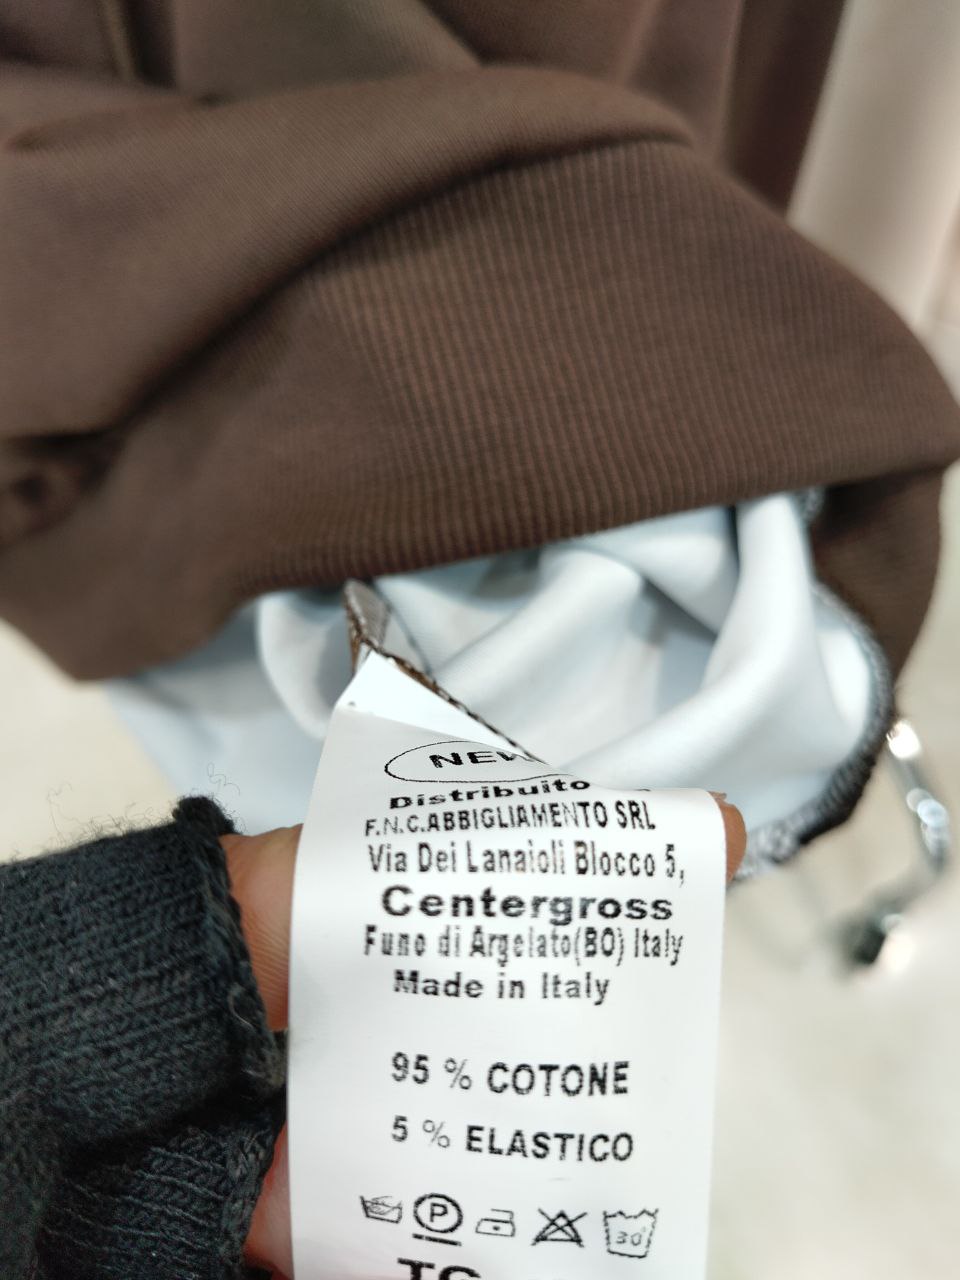 NEW
Distribuito
F.N.C.ABBIGLIAMENTO SRL
Via Dei Lanaioli Blocco 5,
Centergross
Funo di Argelato(BO) Italy
Made in Italy
95 % COTONE
5 % ELASTICO
P
30°